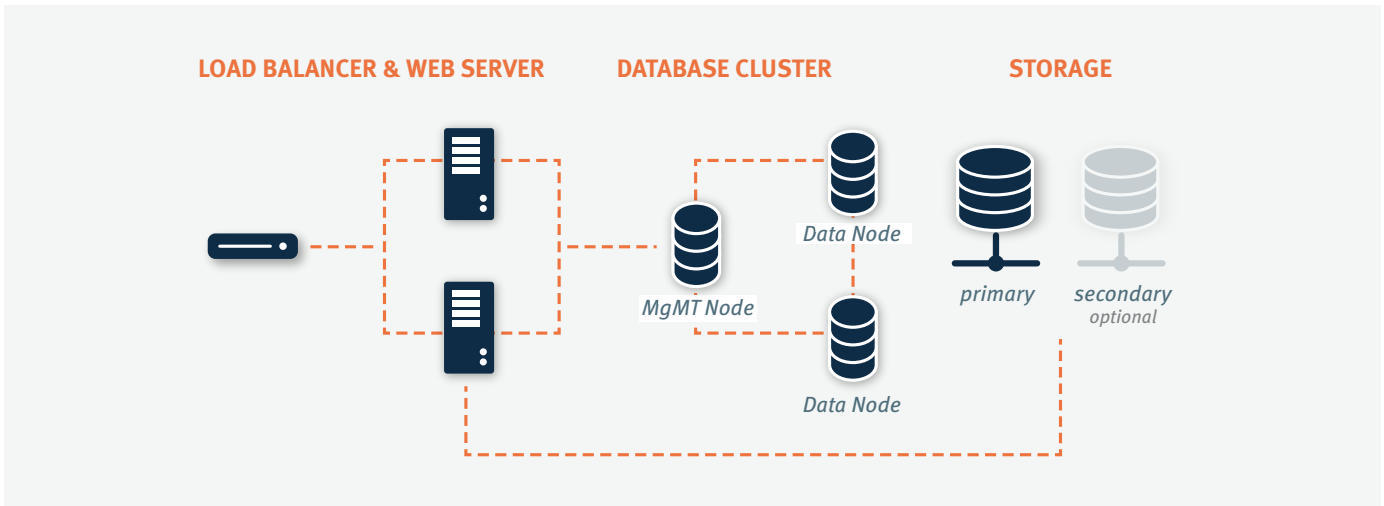 LOAD BALANCER & WEB SERVER
DATABASE CLUSTER
STORAGE
Data Node
MgMT Node
Data Node
primary
secondary
optional